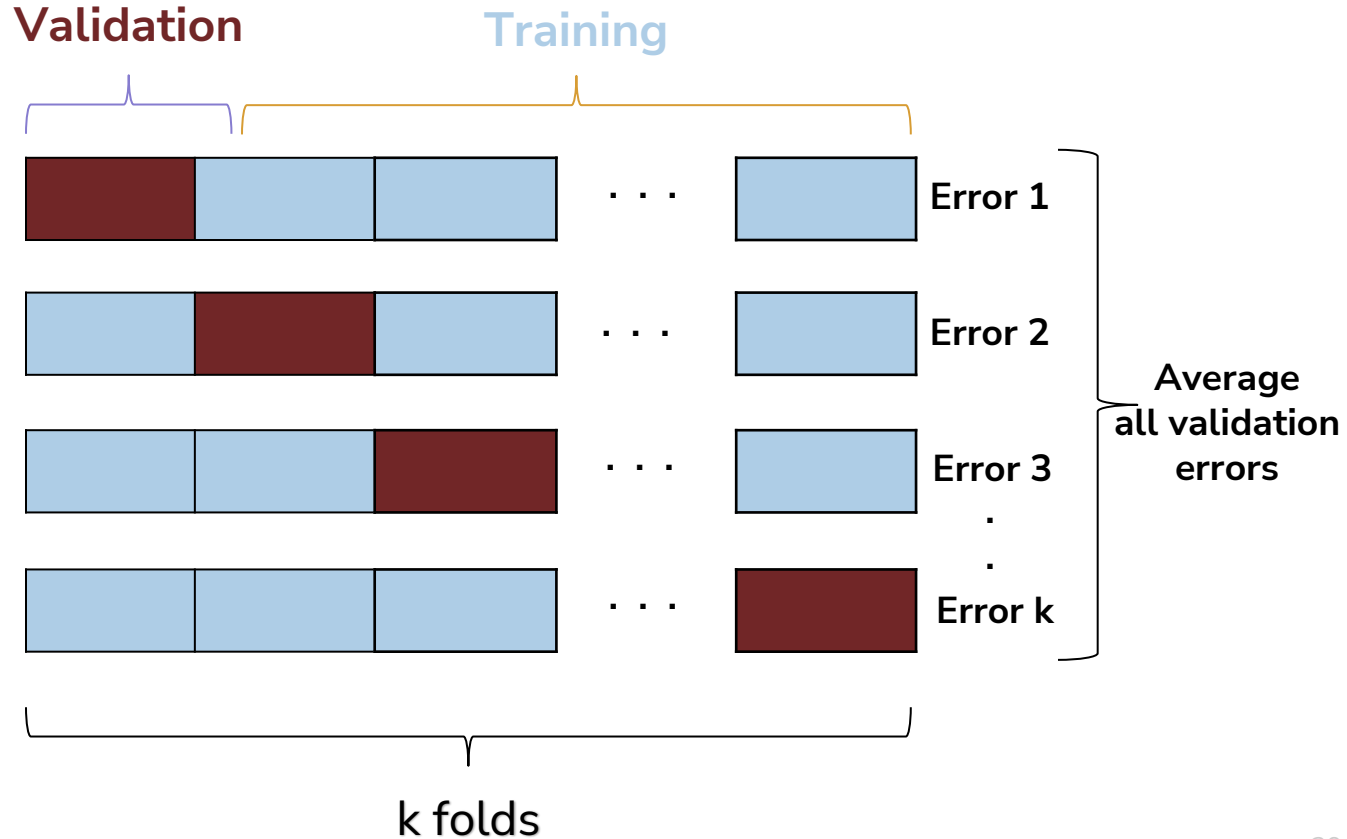 Validation
Training
. . .
Error 1
. . .
Error 2
Average
all validation
errors
. . .
Error 3
.
.
. . .
Error k
k folds